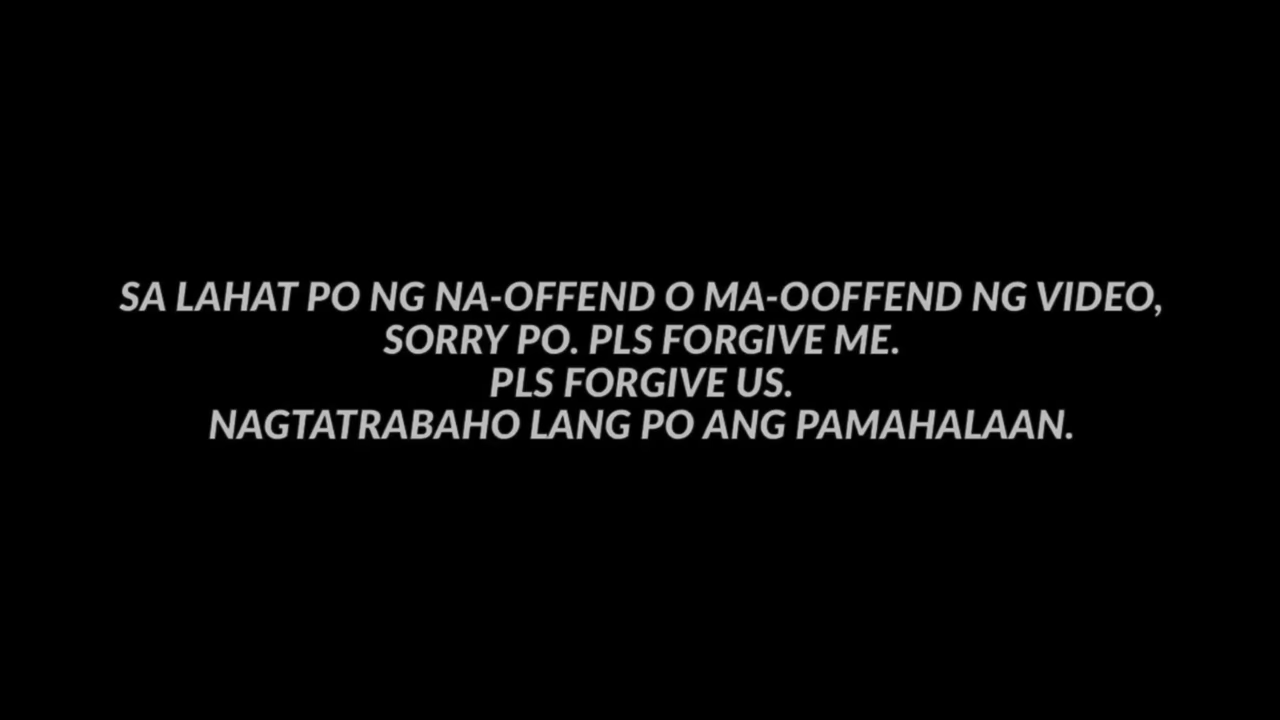 SA LAHAT PO NG NA-OFFEND O MA-OOFFEND NG VIDEO,
SORRY PO. PLS FORGIVE ME.
PLS FORGIVE US.
NAGTATRABAHO LANG PO ANG PAMAHALAAN.